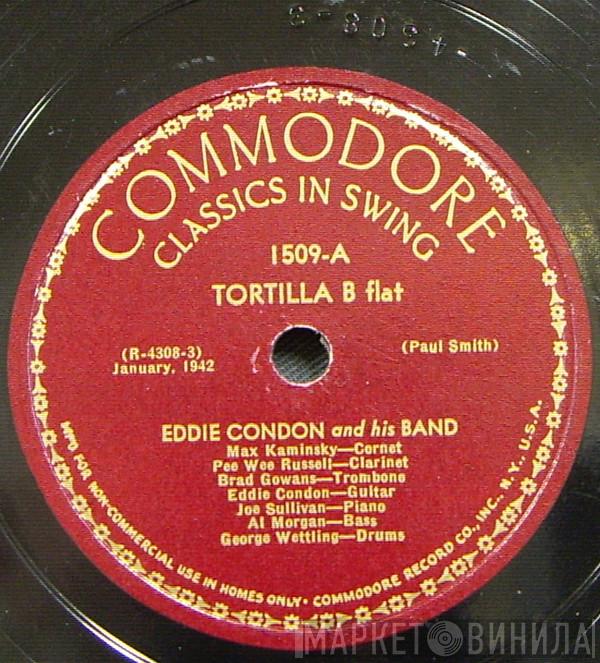 4308-3
COMMODORE
CLASSICS IN SWING
1509-A
TORTILLA B flat
(R-4308-3)
January, 1942
(Paul Smith)
EDDIE CONDON and his BAND
Max Kaminsky—Cornet
Pee Wee Russell—Clarinet
Brad Gowans—Trombone
Eddie Condon—Guitar
Joe Sullivan—Piano
Al Morgan—Bass
George Wettling—Drums
MFD FOR NON-COMMERCIAL USE IN HOMES ONLY · COMMODORE RECORD CO., INC., N.Y., U.S.A.
МАРКЕТ ВИНИЛА